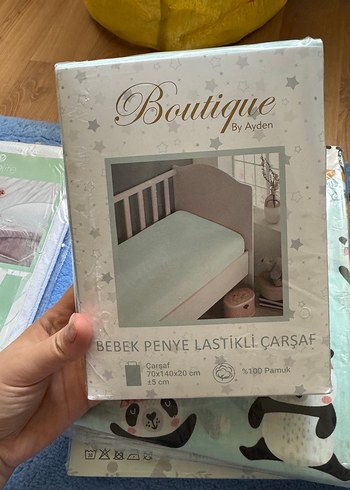 Boutique
By Ayden
BEBEK PENYE LASTİKLİ ÇARŞAF
Çarşaf
70x140x20 cm
±5 cm
%100 Pamuk